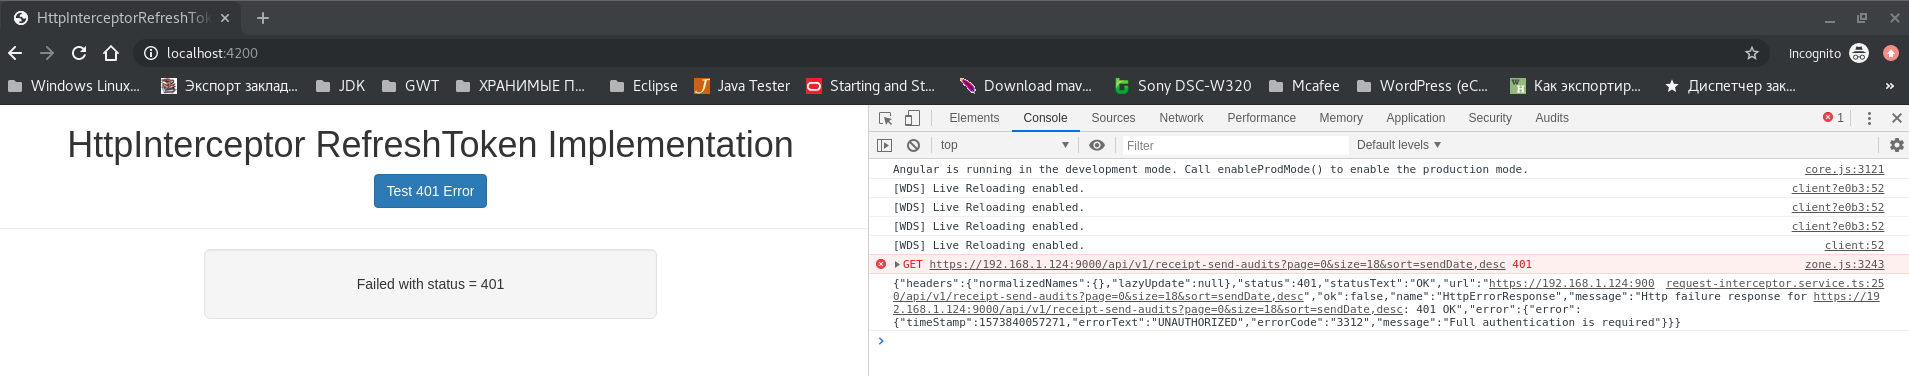 HttpInterceptorRefreshTok
localhost:4200
Incognito
Windows Linux...
Экспорт заклад...
JDK
GWT
ХРАНИМЫЕ П...
Eclipse
Java Tester
Starting and St...
Download mav...
Sony DSC-W320
Mcafee
WordPress (eC...
Как экспортир...
Диспетчер зак...
»
HttpInterceptor RefreshToken Implementation
Test 401 Error
Failed with status = 401
Elements Console Sources Network Performance Memory Application Security Audits 1
top Filter Default levels
Angular is running in the development mode. Call enableProdMode() to enable the production mode. core.js:3121
[WDS] Live Reloading enabled. client?e0b3:52
[WDS] Live Reloading enabled. client?e0b3:52
[WDS] Live Reloading enabled. client?e0b3:52
[WDS] Live Reloading enabled. client:52
GET https://192.168.1.124:9000/api/v1/receipt-send-audits?page=0&size=18&sort=sendDate,desc 401 zone.js:3243
{"headers":{"normalizedNames":{},"lazyUpdate":null},"status":401,"statusText":"OK","url":"https://192.168.1.124:900 request-interceptor.service.ts:25
0/api/v1/receipt-send-audits?page=0&size=18&sort=sendDate,desc","ok":false,"name":"HttpErrorResponse","message":"Http failure response for https://19
2.168.1.124:9000/api/v1/receipt-send-audits?page=0&size=18&sort=sendDate,desc: 401 OK","error":{"error":
{"timeStamp":1573840057271,"errorText":"UNAUTHORIZED","errorCode":"3312","message":"Full authentication is required"}}}